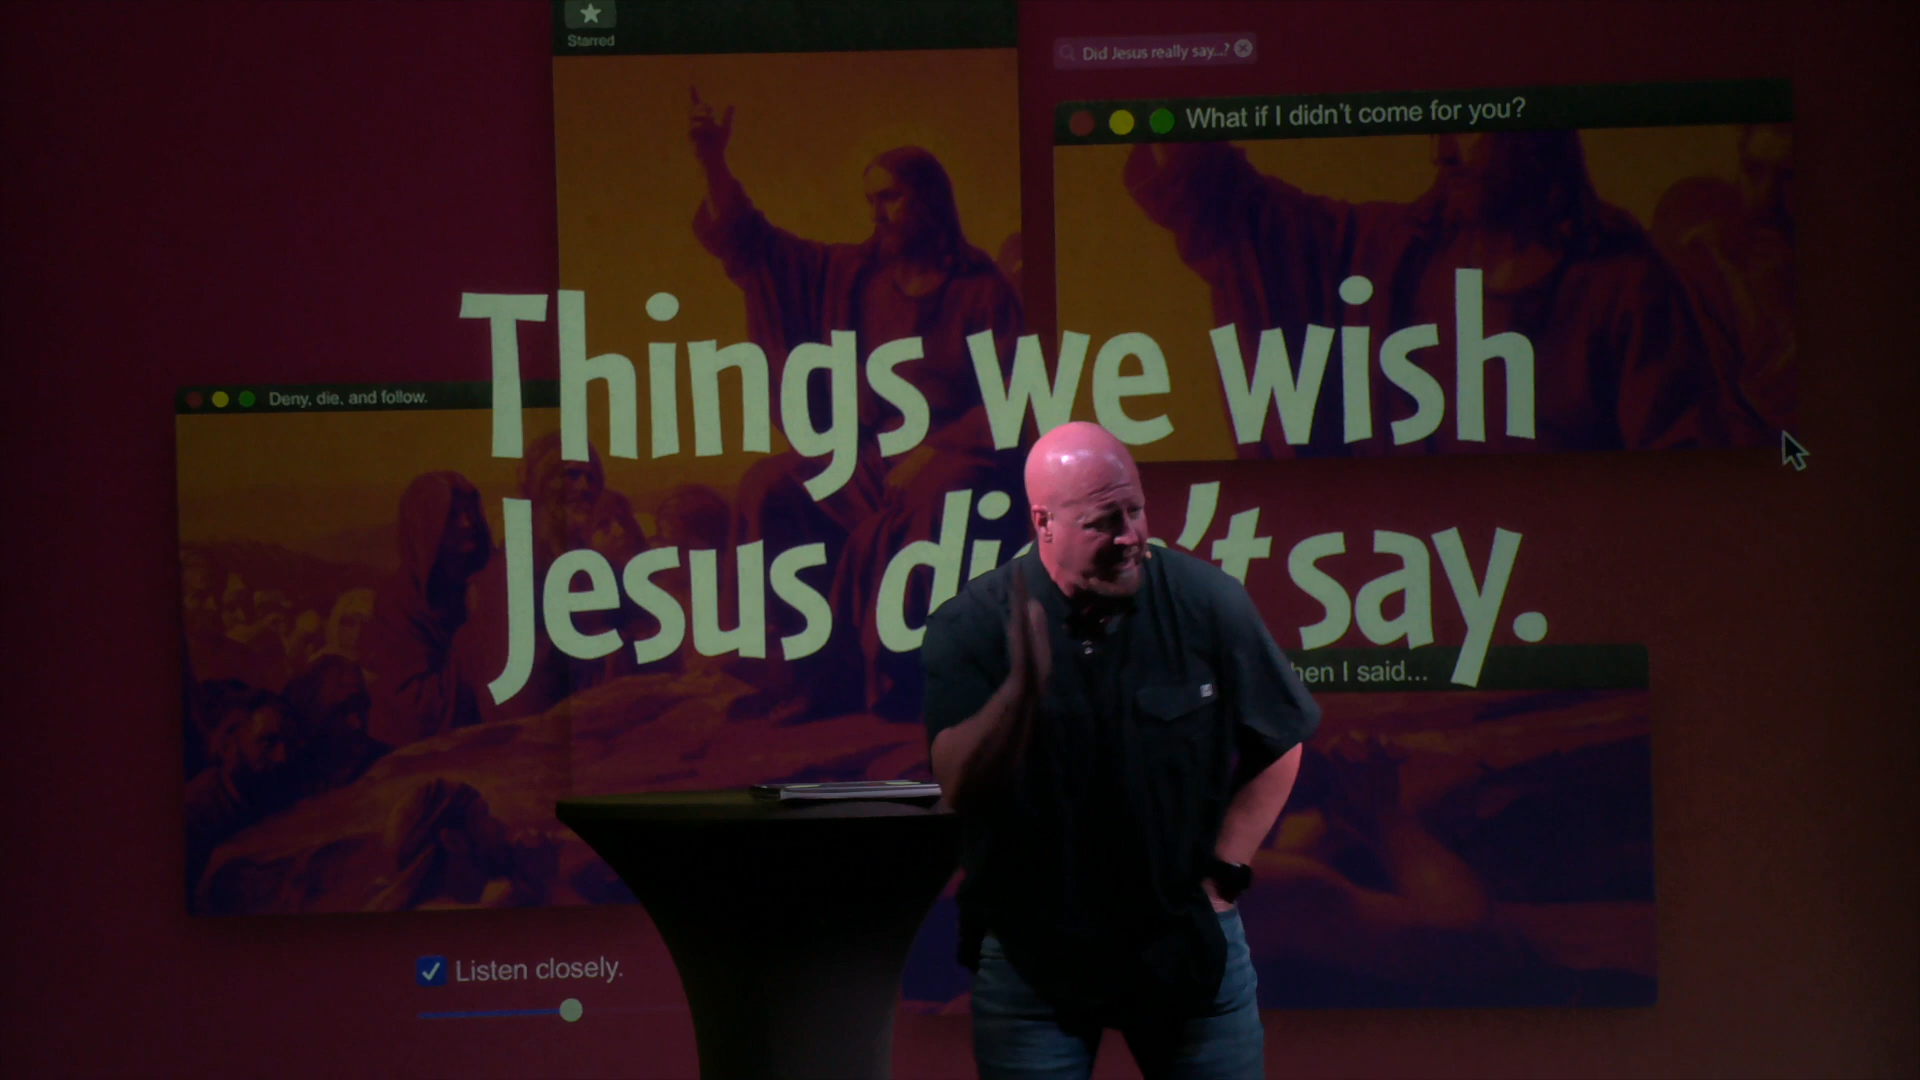 Starred
Did Jesus really say...?
What if I didn't come for you?
Deny, die, and follow.
Things we wish
Jesus di 't say.
hen I said...
Listen closely.